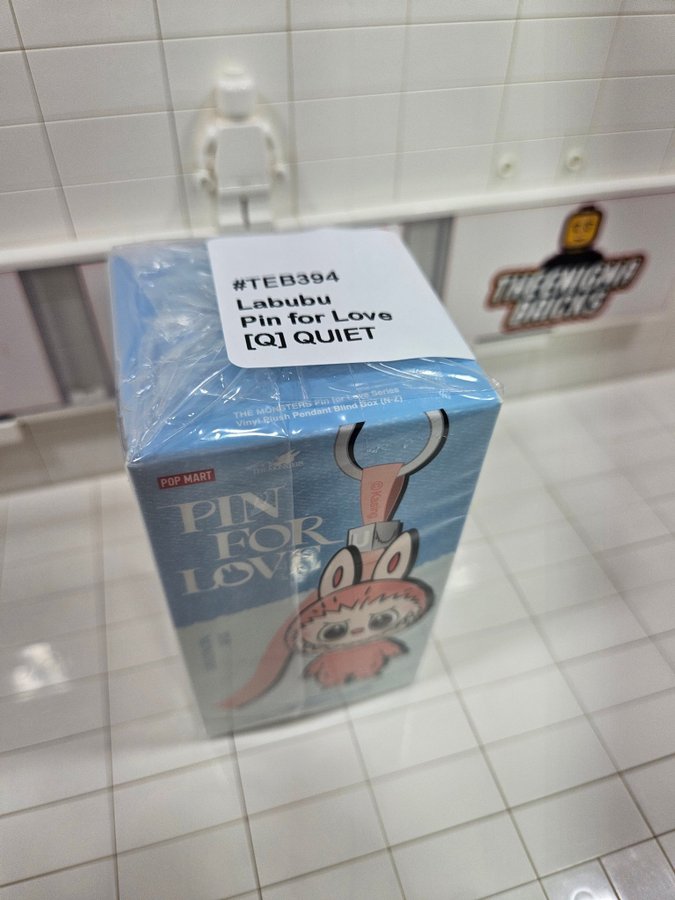 #TEB394
Labubu
Pin for Love
[Q] QUIET
THEENIGMA
BRICKS
THE MONSTERS Pin for Love Series
Vinyl Plush Pendant Blind Box (N-Z)
POP MART
PIN
FOR
LOVE